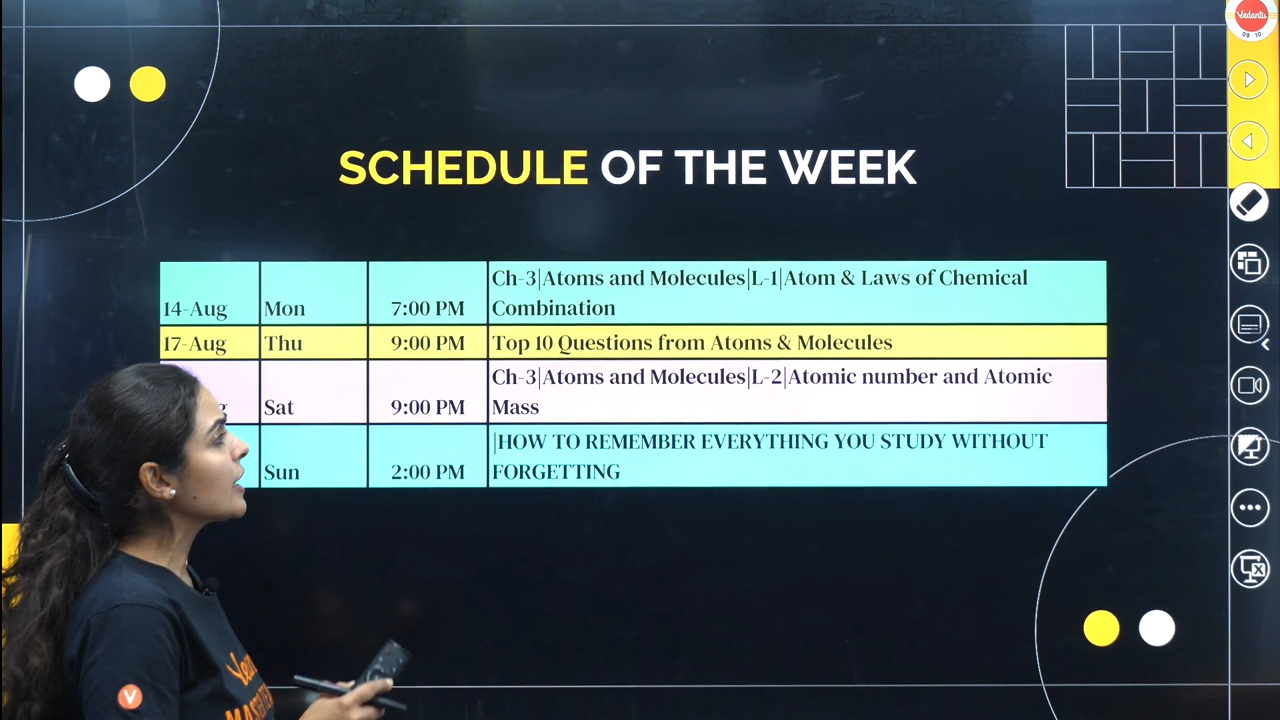 Vedantu
09 10
SCHEDULE OF THE WEEK
14-Aug Mon 7:00 PM Ch-3|Atoms and Molecules|L-1|Atom & Laws of Chemical
Combination
17-Aug Thu 9:00 PM Top 10 Questions from Atoms & Molecules
Sat 9:00 PM Ch-3|Atoms and Molecules|L-2|Atomic number and Atomic
Mass
Sun 2:00 PM |HOW TO REMEMBER EVERYTHING YOU STUDY WITHOUT
FORGETTING
V